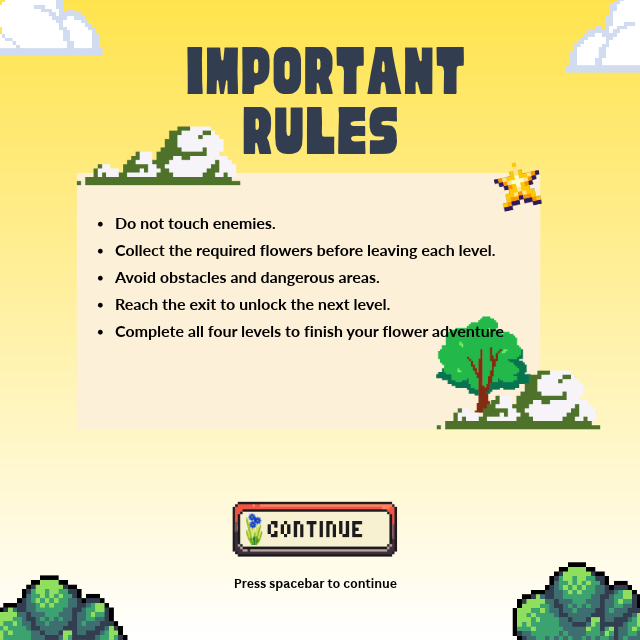 IMPORTANT
RULES
• Do not touch enemies.
• Collect the required flowers before leaving each level.
• Avoid obstacles and dangerous areas.
• Reach the exit to unlock the next level.
• Complete all four levels to finish your flower adventure
CONTINUE
Press spacebar to continue